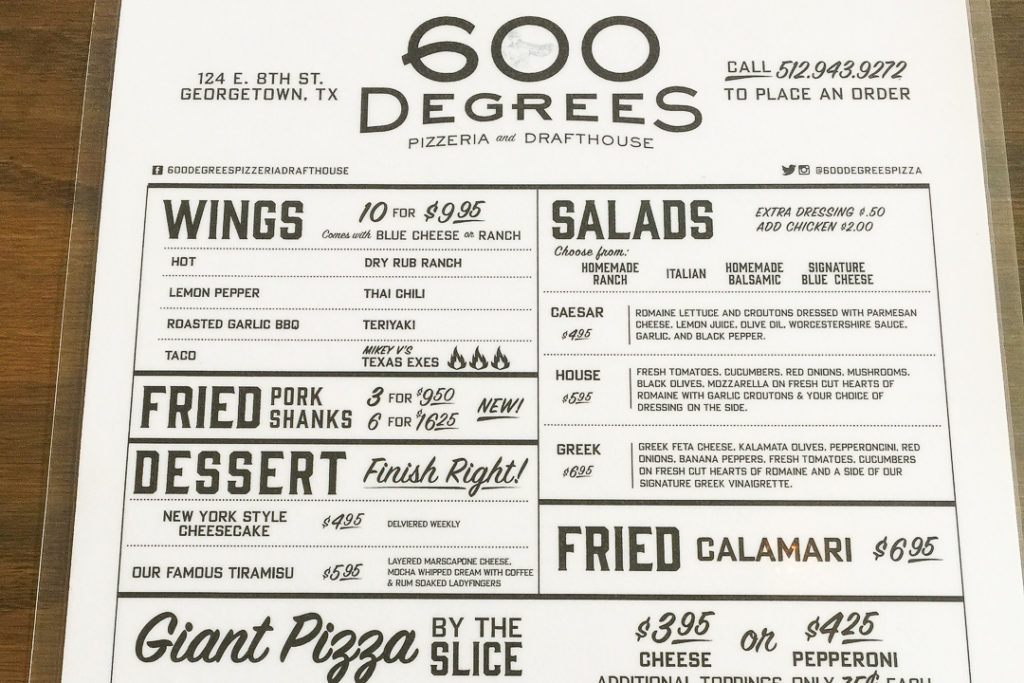 600
DEGREES
PIZZERIA and DRAFTHOUSE
124 E. 8TH ST.
GEORGETOWN, TX
CALL 512.943.9272
TO PLACE AN ORDER
600DEGREESPIZZERIADRAFTHOUSE
@600DEGREESPIZZA
WINGS
10 FOR $9.95
Comes with BLUE CHEESE or RANCH
HOT
DRY RUB RANCH
LEMON PEPPER
THAI CHILI
ROASTED GARLIC BBQ
TERIYAKI
TACO
MIKEY V'S
TEXAS EXES
FRIED PORK
SHANKS
3 FOR $9.50
6 FOR $16.25
NEW!
DESSERT
Finish Right!
NEW YORK STYLE
CHEESECAKE
$4.95
DELVIERED WEEKLY
OUR FAMOUS TIRAMISU
$5.95
LAYERED MARSCAPONE CHEESE,
MOCHA WHIPPED CREAM WITH COFFEE
& RUM SOAKED LADYFINGERS
SALADS
EXTRA DRESSING $.50
ADD CHICKEN $2.00
Choose from:
HOMEMADE
RANCH
ITALIAN
HOMEMADE
BALSAMIC
SIGNATURE
BLUE CHEESE
CAESAR
$4.95
ROMAINE LETTUCE AND CROUTONS DRESSED WITH PARMESAN
CHEESE, LEMON JUICE, OLIVE OIL, WORCESTERSHIRE SAUCE,
GARLIC, AND BLACK PEPPER.
HOUSE
$5.95
FRESH TOMATOES, CUCUMBERS, RED ONIONS, MUSHROOMS,
BLACK OLIVES, MOZZARELLA ON FRESH CUT HEARTS OF
ROMAINE WITH GARLIC CROUTONS & YOUR CHOICE OF
DRESSING ON THE SIDE.
GREEK
$6.95
GREEK FETA CHEESE, KALAMATA OLIVES, PEPPERONCINI, RED
ONIONS, BANANA PEPPERS, FRESH TOMATOES, CUCUMBERS
ON FRESH CUT HEARTS OF ROMAINE AND A SIDE OF OUR
SIGNATURE GREEK VINAIGRETTE.
FRIED CALAMARI $6.95
Giant Pizza BY THE
SLICE
$3.95
CHEESE
or
$4.25
PEPPERONI
ADDITIONAL TOPPINGS ONLY 35¢ EACH